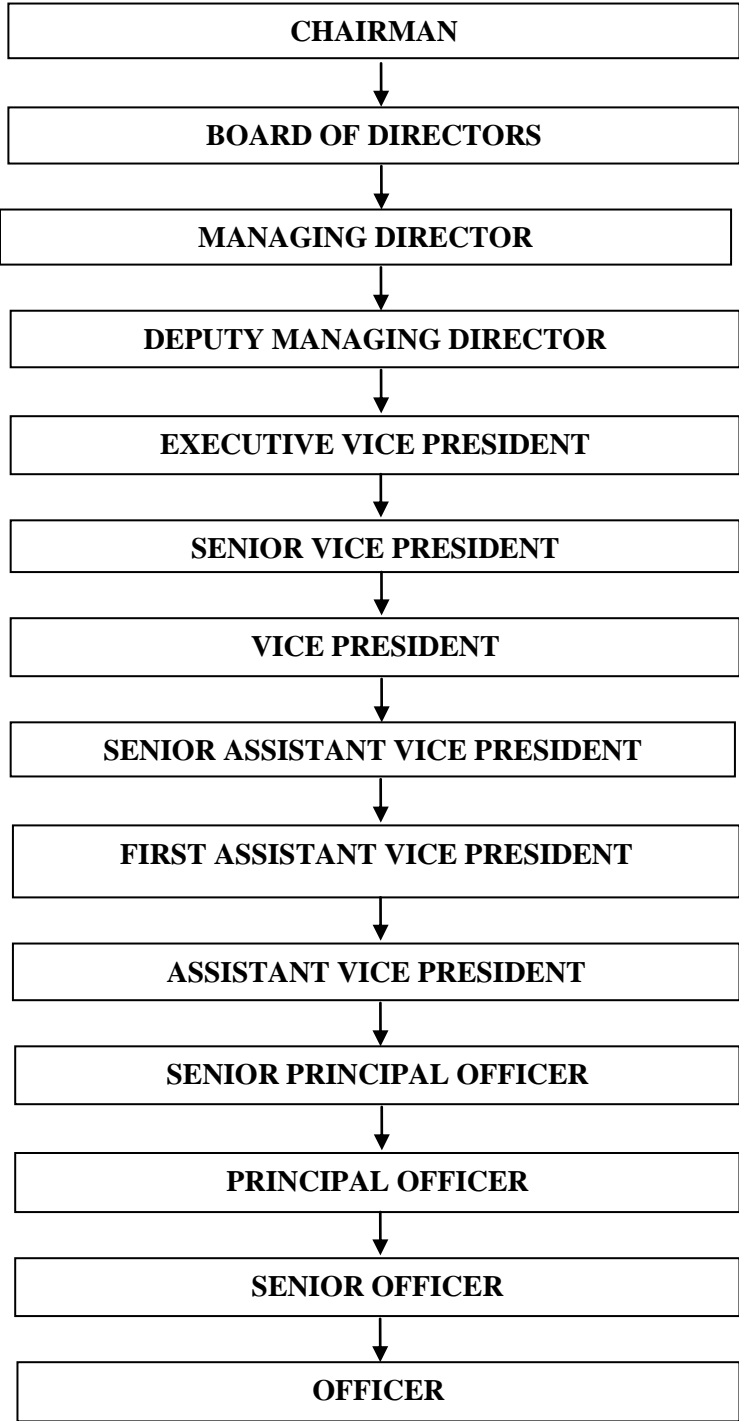 CHAIRMAN
BOARD OF DIRECTORS
MANAGING DIRECTOR
DEPUTY MANAGING DIRECTOR
EXECUTIVE VICE PRESIDENT
SENIOR VICE PRESIDENT
VICE PRESIDENT
SENIOR ASSISTANT VICE PRESIDENT
FIRST ASSISTANT VICE PRESIDENT
ASSISTANT VICE PRESIDENT
SENIOR PRINCIPAL OFFICER
PRINCIPAL OFFICER
SENIOR OFFICER
OFFICER